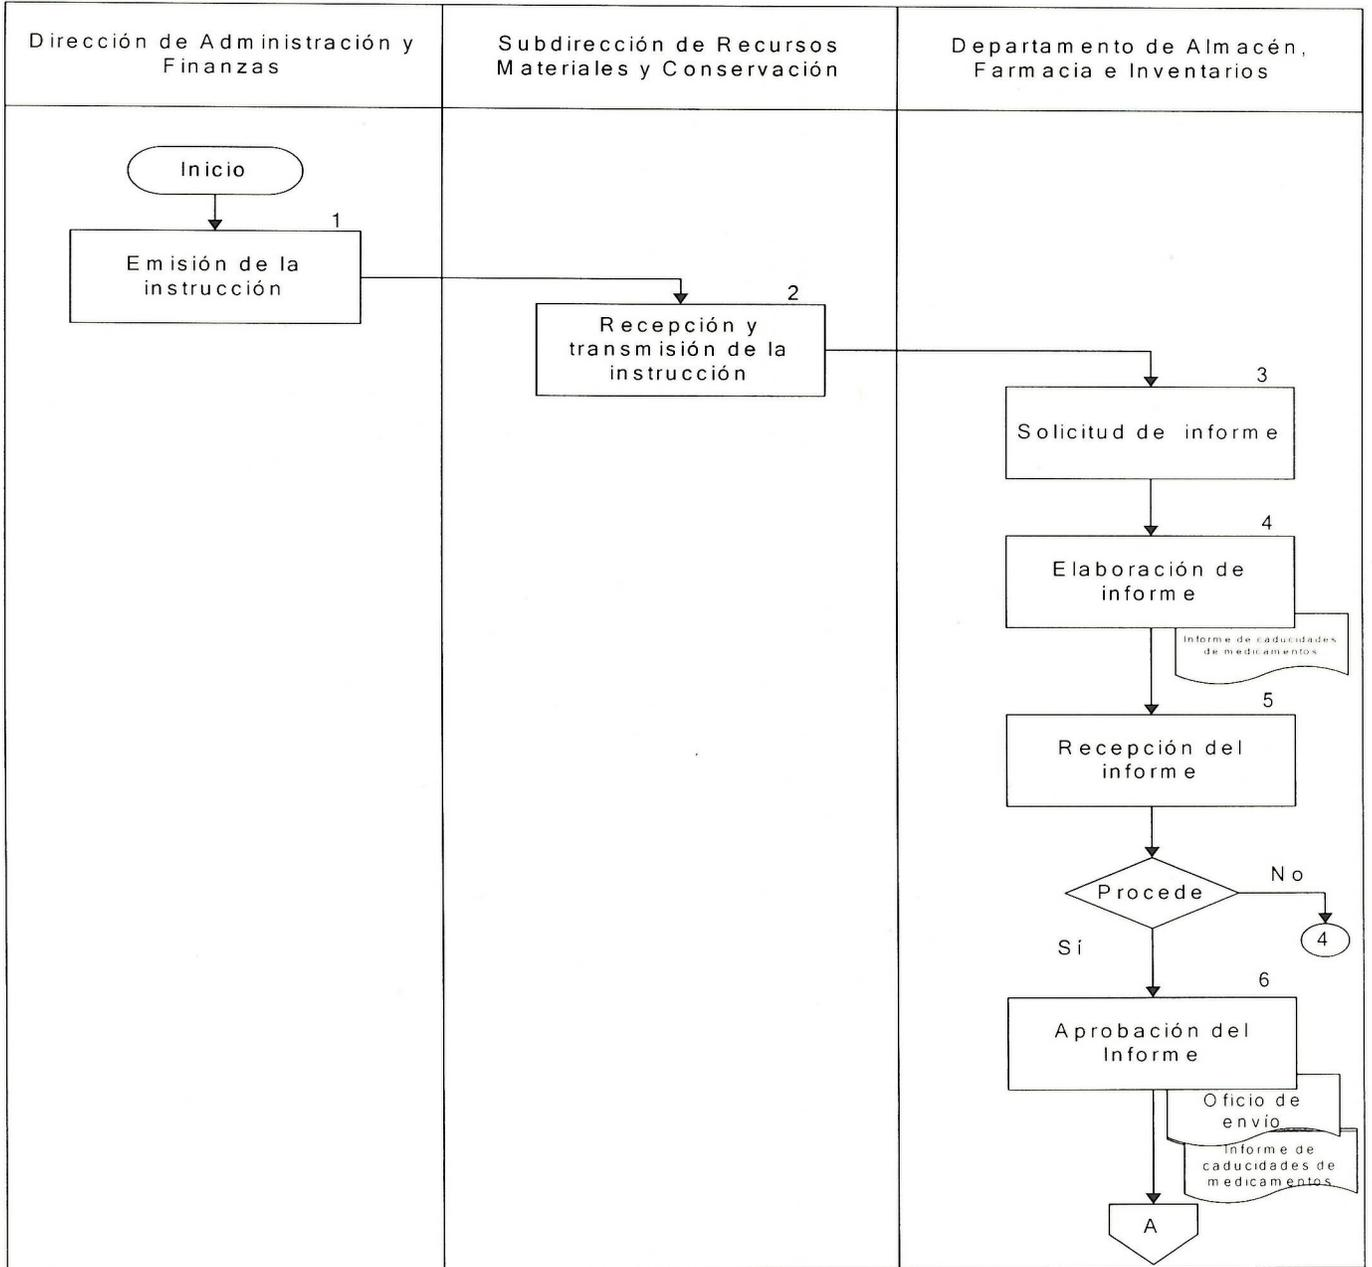 Dirección de Administración y
Finanzas
Subdirección de Recursos
Materiales y Conservación
Departamento de Almacén,
Farmacia e Inventarios
Inicio
1
Emisión de la
instrucción
2
Recepción y
transmisión de la
instrucción
3
Solicitud de informe
4
Elaboración de
informe
Informe de caducidades
de medicamentos
5
Recepción del
informe
Procede
No
4
Sí
6
Aprobación del
Informe
Oficio de
envío
Informe de
caducidades de
medicamentos
A